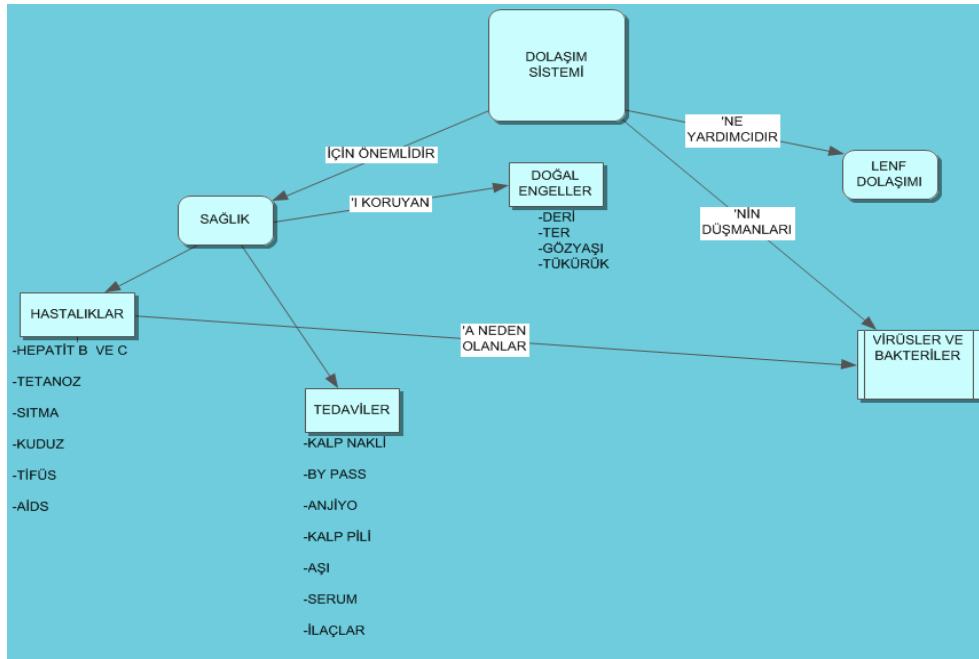 DOLAŞIM
SİSTEMİ
'NE
YARDIMCIDIR
İÇİN ÖNEMLİDİR
LENF
DOLAŞIMI
DOĞAL
ENGELLER
'I KORUYAN
SAĞLIK
-DERİ
-TER
-GÖZYAŞI
-TÜKÜRÜK
'NİN
DÜŞMANLARI
HASTALIKLAR
'A NEDEN
OLANLAR
VİRÜSLER VE
BAKTERİLER
-HEPATİT B  VE C
-TETANOZ
-SITMA
-KUDUZ
-TİFÜS
-AİDS
TEDAVİLER
-KALP NAKLİ
-BY PASS
-ANJİYO
-KALP PİLİ
-AŞI
-SERUM
-İLAÇLAR